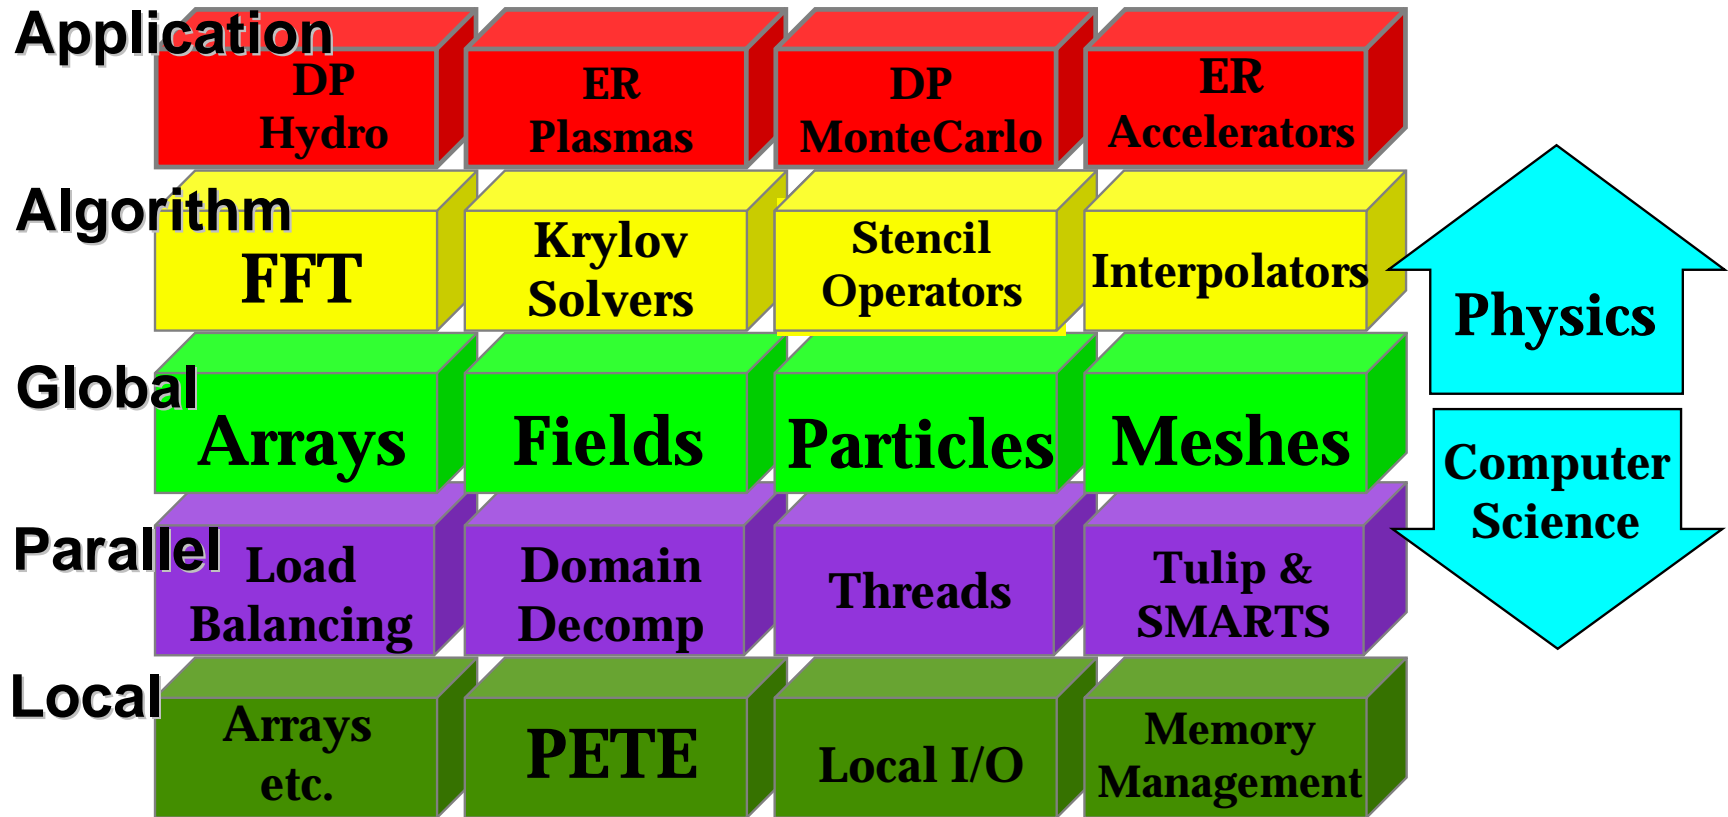 Application
DP
Hydro
ER
Plasmas
DP
MonteCarlo
ER
Accelerators
Algorithm
FFT
Krylov
Solvers
Stencil
Operators
Interpolators
Physics
Global
Arrays
Fields
Particles
Meshes
Computer
Science
Parallel
Load
Balancing
Domain
Decomp
Threads
Tulip &
SMARTS
Local
Arrays
etc.
PETE
Local I/O
Memory
Management